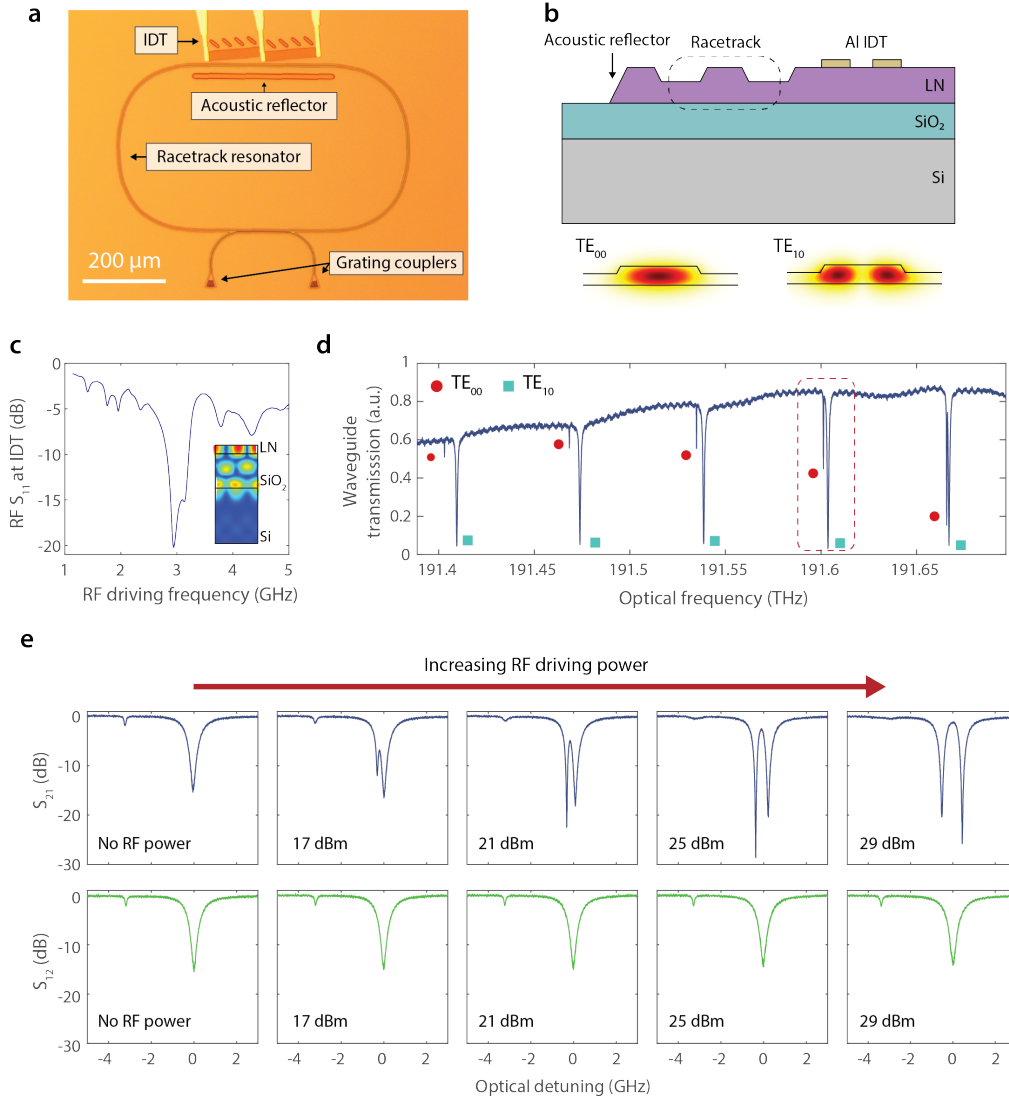 a
IDT
Acoustic reflector
Racetrack resonator
200 µm
Grating couplers
b
Acoustic reflector
Racetrack
Al IDT
LN
SiO₂
Si
TE₀₀
TE₁₀
c
RF S₁₁ at IDT (dB)
0
-5
-10
-15
-20
LN
SiO₂
Si
1 2 3 4 5
RF driving frequency (GHz)
d
Waveguide
transmisssion (a.u.)
1
0.8
0.6
0.4
0.2
0
TE₀₀ TE₁₀
191.4 191.45 191.5 191.55 191.6 191.65
Optical frequency (THz)
e
Increasing RF driving power
S₂₁ (dB)
0
-10
-20
-30
No RF power 17 dBm 21 dBm 25 dBm 29 dBm
S₁₂ (dB)
0
-10
-20
-30
No RF power 17 dBm 21 dBm 25 dBm 29 dBm
-4 -2 0 2 -4 -2 0 2 -4 -2 0 2 -4 -2 0 2 -4 -2 0 2
Optical detuning (GHz)